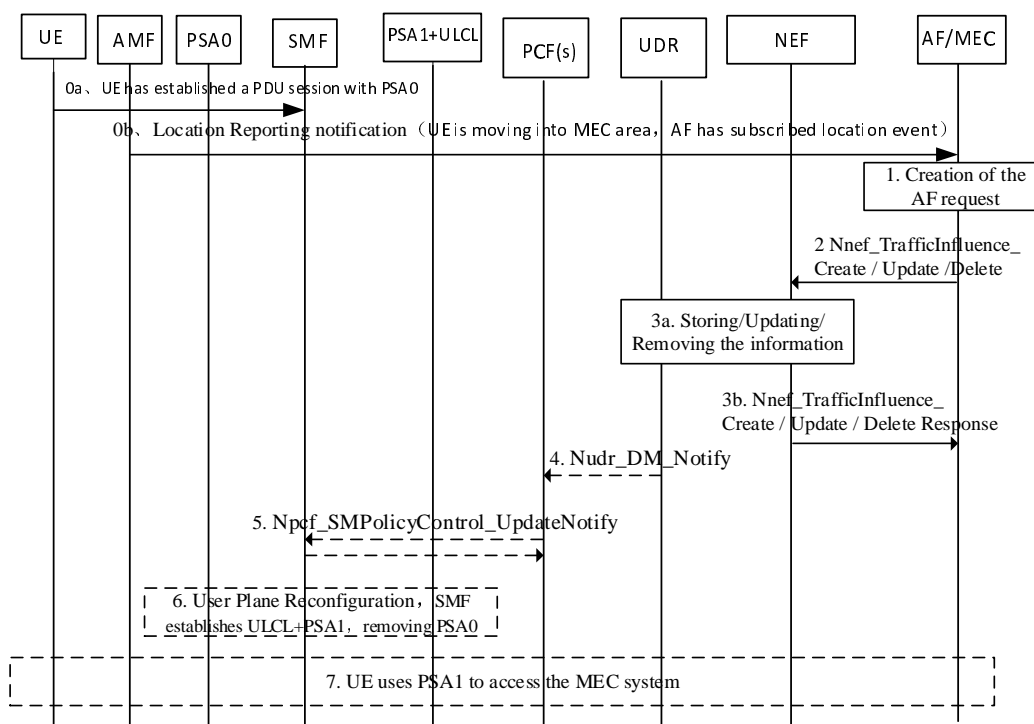 UE
AMF
PSA0
SMF
PSA1+ULCL
PCF(s)
UDR
NEF
AF/MEC
0a、UE has established a PDU session with PSA0
0b、Location Reporting notification（UE is moving into MEC area，AF has subscribed location event）
1. Creation of the
AF request
2 Nnef_TrafficInfluence_
Create / Update /Delete
3a. Storing/Updating/
Removing the information
3b. Nnef_TrafficInfluence_
Create / Update / Delete Response
4. Nudr_DM_Notify
5. Npcf_SMPolicyControl_UpdateNotify
6. User Plane Reconfiguration，SMF
establishes ULCL+PSA1，removing PSA0
7. UE uses PSA1 to access the MEC system